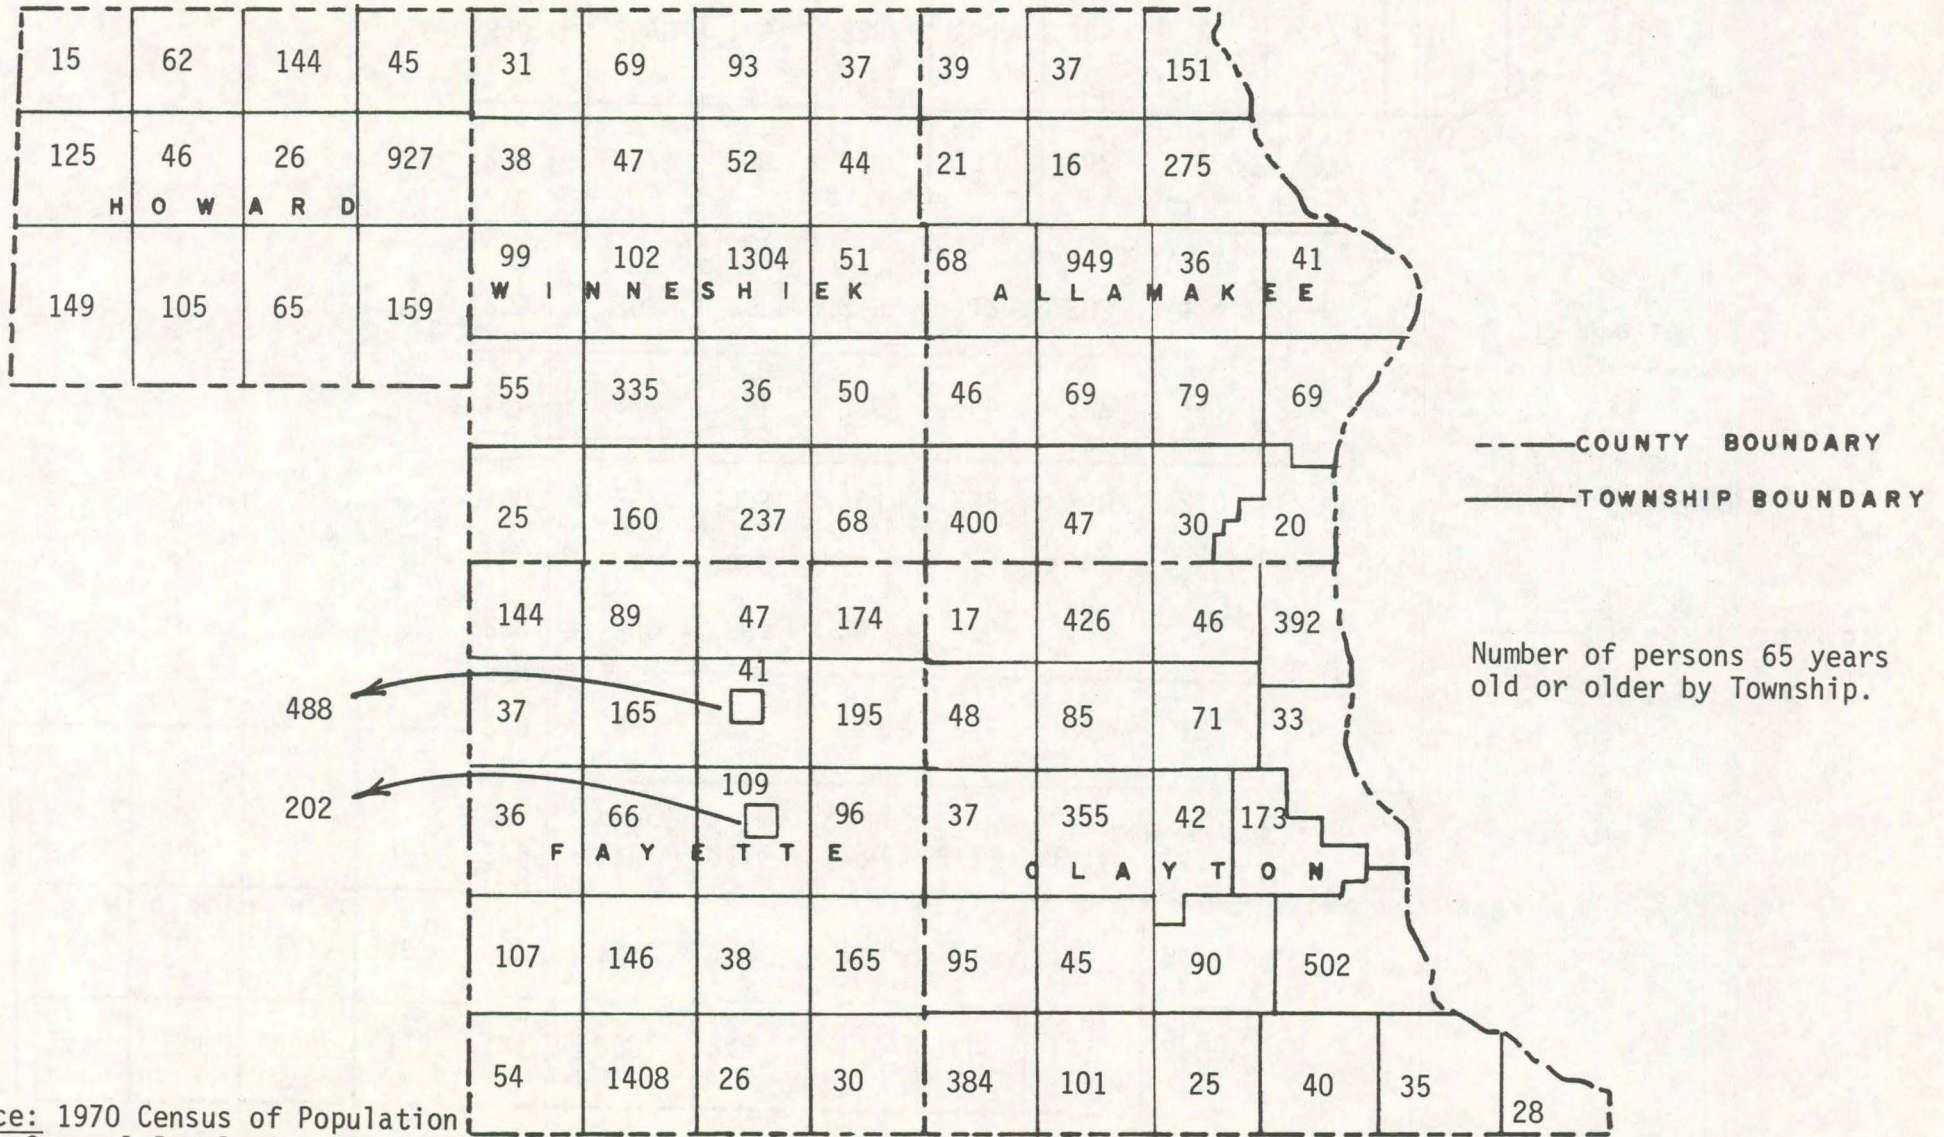 15 62 144 45 31 69 93 37 39 37 151
125 46 26 927 38 47 52 44 21 16 275
HOWARD
99 102 1304 51 68 949 36 41
WINNESHIEK ALLAMAKEE
149 105 65 159
55 335 36 50 46 69 79 69
COUNTY BOUNDARY
TOWNSHIP BOUNDARY
25 160 237 68 400 47 30 20
144 89 47 174 17 426 46 392
Number of persons 65 years
old or older by Township.
41
488 37 165 195 48 85 71 33
109
202 36 66 96 37 355 42 173
FAYETTE CLAYTON
107 146 38 165 95 45 90 502
54 1408 26 30 384 101 25 40 35
28
ce: 1970 Census of Population